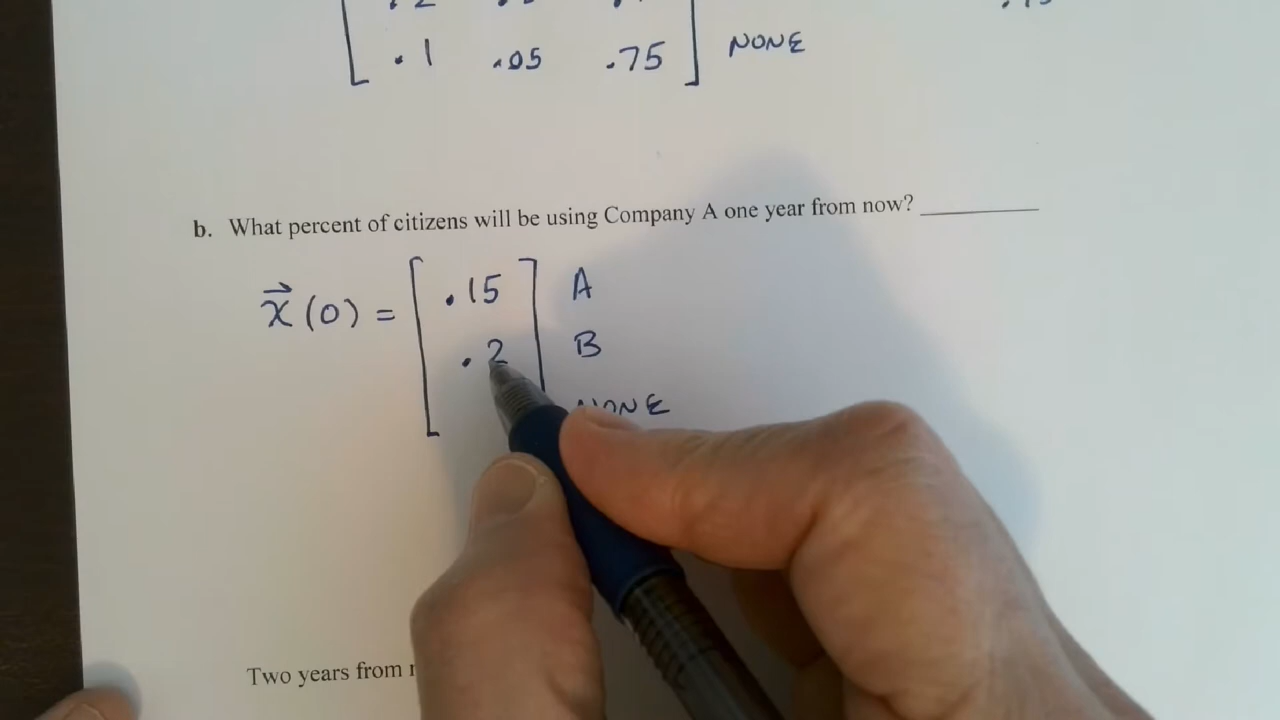 .1 .05 .75 NONE
b. What percent of citizens will be using Company A one year from now?
x⃗(0) = .15 A
.2 B
NONE
Two years from